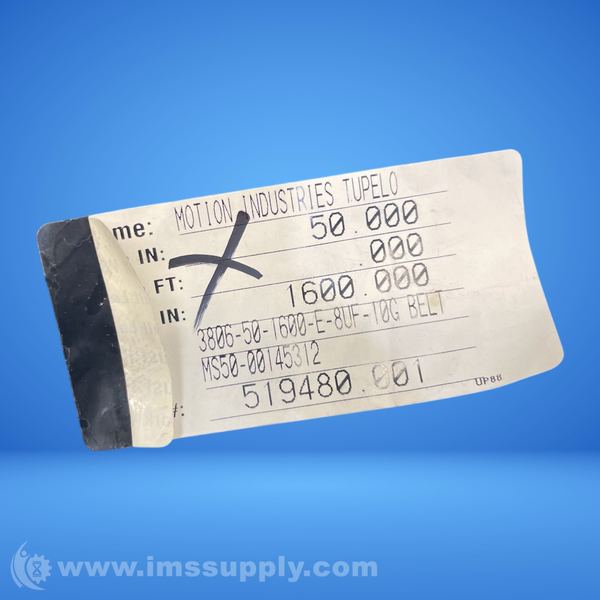 me: MOTION INDUSTRIES TUPELO
IN: 50.000
FT: .000
IN: 1600.000
3806-50-1600-E-8UF-10G BELT
MS50-00145312
#: 519480.001
UP88
www.imssupply.com